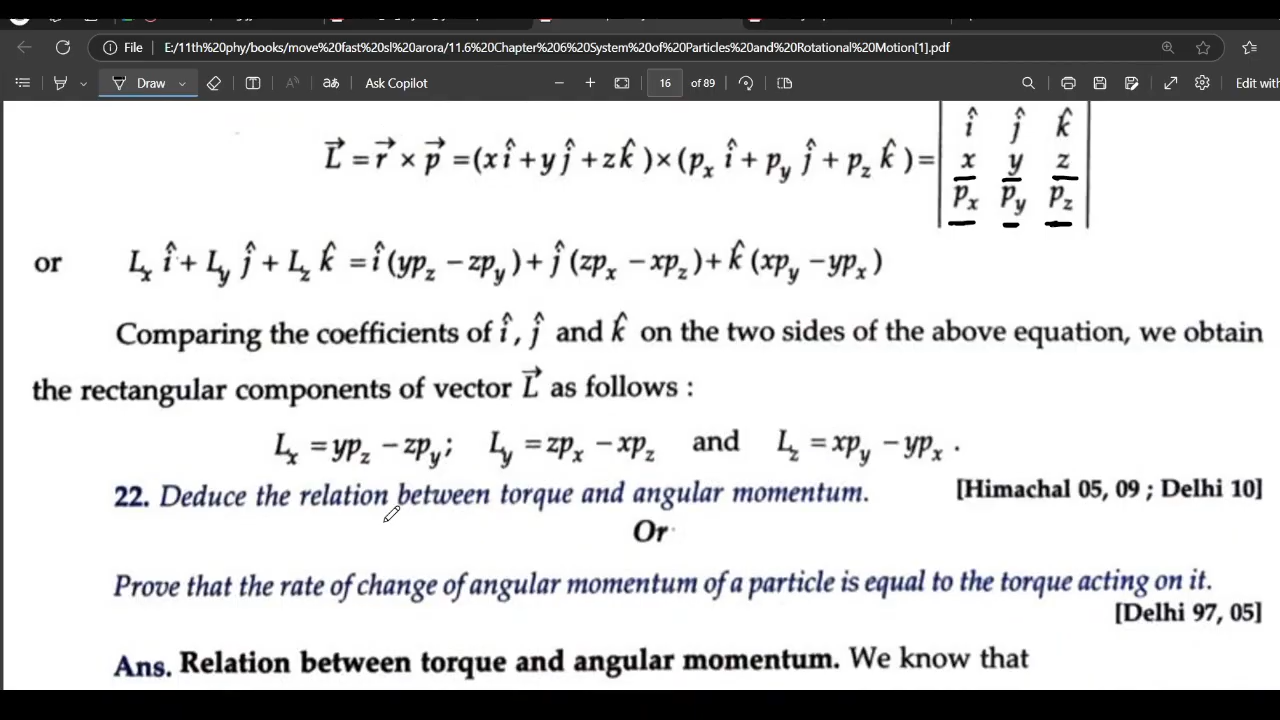 File E:/11th%20phy/books/move%20fast%20sl%20arora/11.6%20Chapter%206%20System%20of%20Particles%20and%20Rotational%20Motion[1].pdf
Draw aあ Ask Copilot − + 16 of 89 Edit with
î ĵ k̂
L⃗ = r⃗ × p⃗ = (x î + y ĵ + z k̂) × (pₓ î + p_y ĵ + p_z k̂) = x y z
pₓ p_y p_z
or Lₓ î + L_y ĵ + L_z k̂ = î (yp_z − zp_y) + ĵ (zpₓ − xp_z) + k̂ (xp_y − ypₓ)
Comparing the coefficients of î, ĵ and k̂ on the two sides of the above equation, we obtain
the rectangular components of vector L⃗ as follows :
Lₓ = yp_z − zp_y; L_y = zpₓ − xp_z and L_z = xp_y − ypₓ .
22. Deduce the relation between torque and angular momentum. [Himachal 05, 09 ; Delhi 10]
Or
Prove that the rate of change of angular momentum of a particle is equal to the torque acting on it.
[Delhi 97, 05]
Ans. Relation between torque and angular momentum. We know that